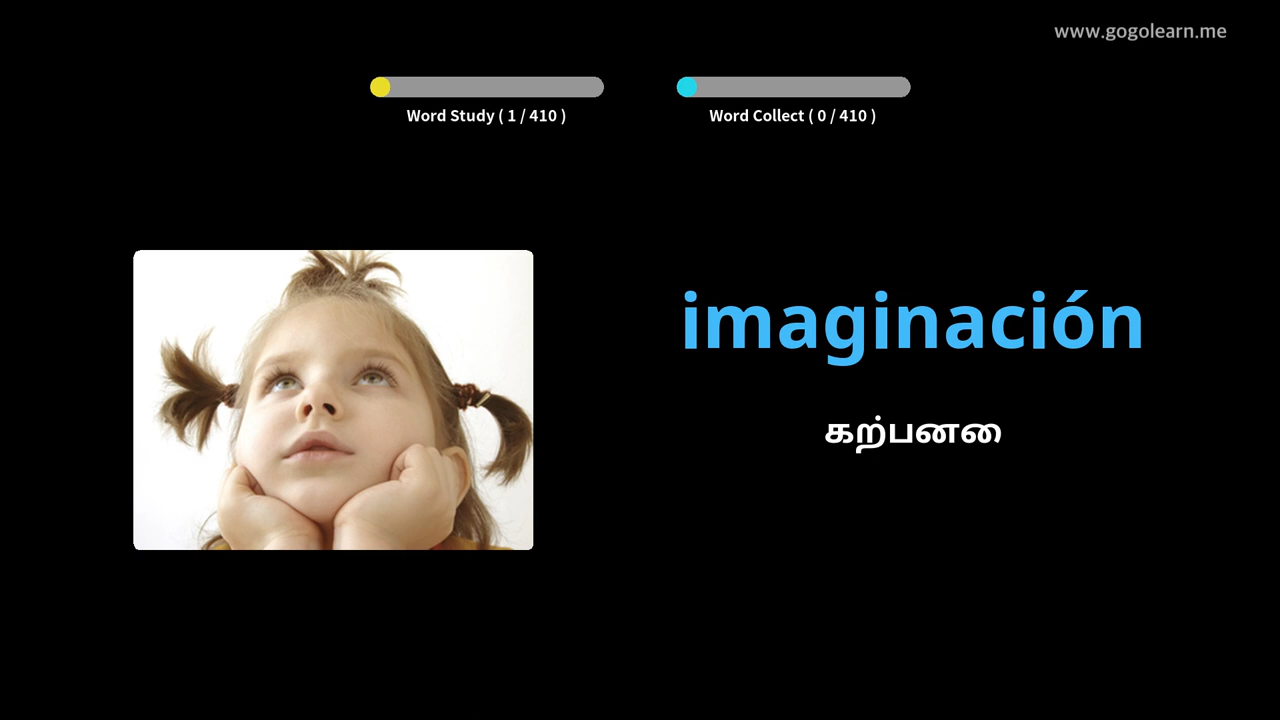 www.gogolearn.me
Word Study ( 1 / 410 )
Word Collect ( 0 / 410 )
imaginación
கற்பனை